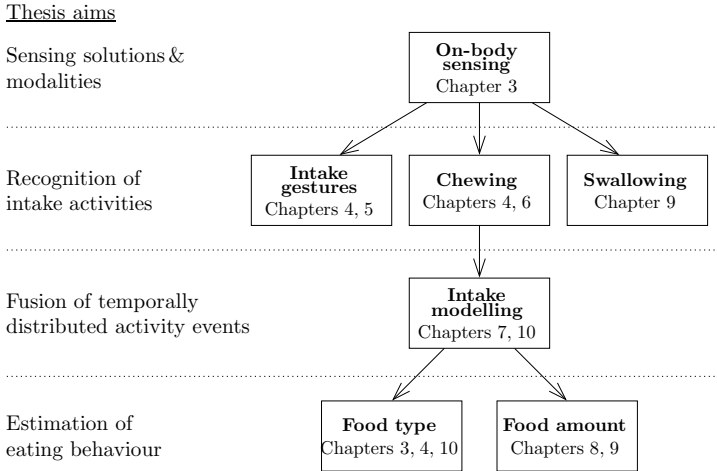 Thesis aims
Sensing solutions &
modalities
On-body
sensing
Chapter 3
Recognition of
intake activities
Intake
gestures
Chapters 4, 5
Chewing
Chapters 4, 6
Swallowing
Chapter 9
Fusion of temporally
distributed activity events
Intake
modelling
Chapters 7, 10
Estimation of
eating behaviour
Food type
Chapters 3, 4, 10
Food amount
Chapters 8, 9